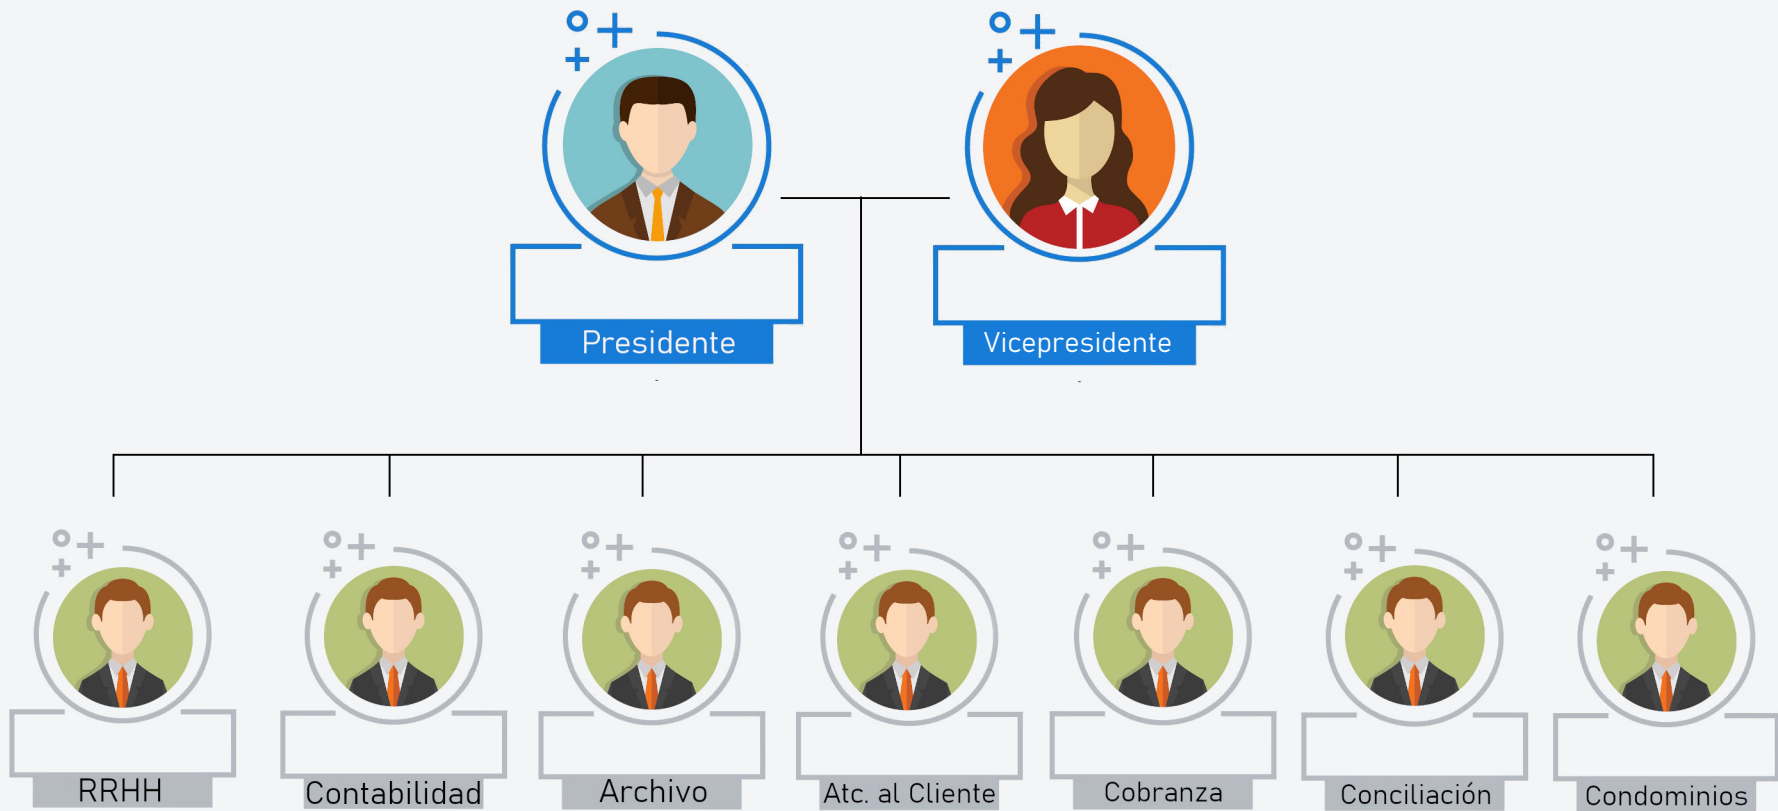 Presidente
Vicepresidente
RRHH
Contabilidad
Archivo
Atc. al Cliente
Cobranza
Conciliación
Condominios